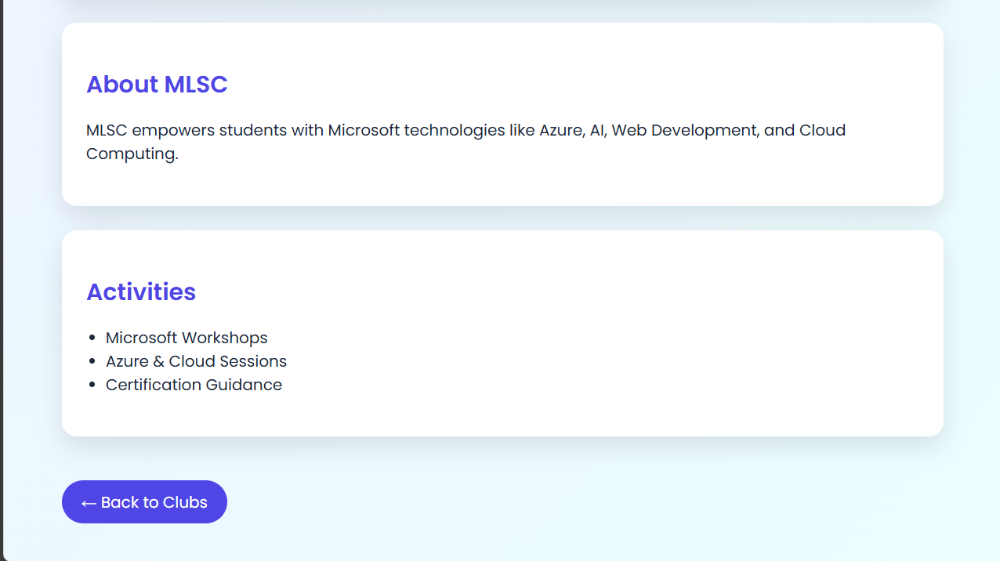 About MLSC
MLSC empowers students with Microsoft technologies like Azure, AI, Web Development, and Cloud
Computing.
Activities
• Microsoft Workshops
• Azure & Cloud Sessions
• Certification Guidance
← Back to Clubs